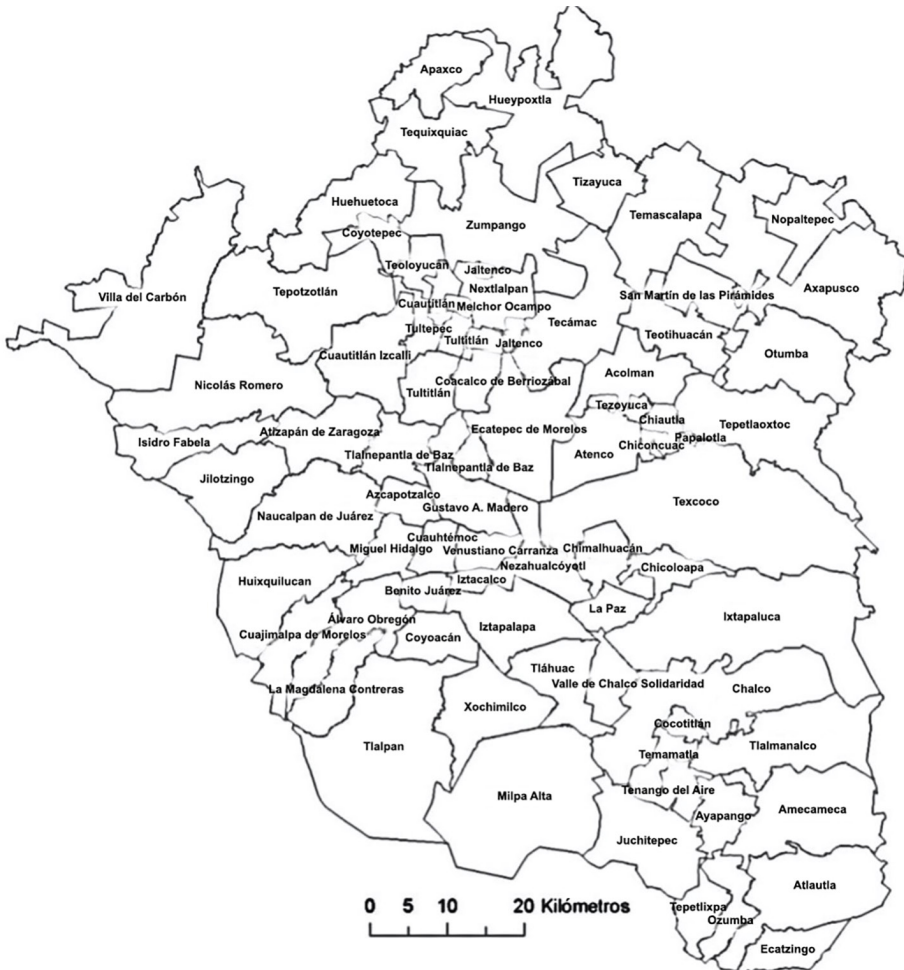 Apaxco
Hueypoxtla
Tequixquiac
Tizayuca
Huehuetoca
Temascalapa
Nopaltepec
Zumpango
Coyotepec
Teoloyucán
Jaltenco
Nextlalpan
Axapusco
Villa del Carbón
Tepotzotlán
San Martín de las Pirámides
Cuautitlán
Melchor Ocampo
Tecámac
Tultepec
Tultitlán
Jaltenco
Teotihuacán
Cuautitlán Izcalli
Otumba
Acolman
Nicolás Romero
Coacalco de Berriozábal
Tultitlán
Tezoyuca
Chiautla
Tepetlaoxtoc
Atizapán de Zaragoza
Ecatepec de Morelos
Isidro Fabela
Chiconcuac
Papalotla
Atenco
Tlalnepantla de Baz
Tlalnepantla de Baz
Jilotzingo
Azcapotzalco
Texcoco
Gustavo A. Madero
Naucalpan de Juárez
Cuauhtémoc
Miguel Hidalgo
Venustiano Carranza
Chimalhuacán
Nezahualcóyotl
Chicoloapa
Huixquilucan
Iztacalco
Benito Juárez
La Paz
Ixtapaluca
Álvaro Obregón
Iztapalapa
Cuajimalpa de Morelos
Coyoacán
Tláhuac
Valle de Chalco Solidaridad
La Magdalena Contreras
Chalco
Xochimilco
Cocotitlán
Tlalpan
Tlalmanalco
Temamatla
Tenango del Aire
Milpa Alta
Amecameca
Ayapango
Juchitepec
Atlautla
Tepetlixpa
Ozumba
Ecatzingo
0 5 10 20 Kilómetros